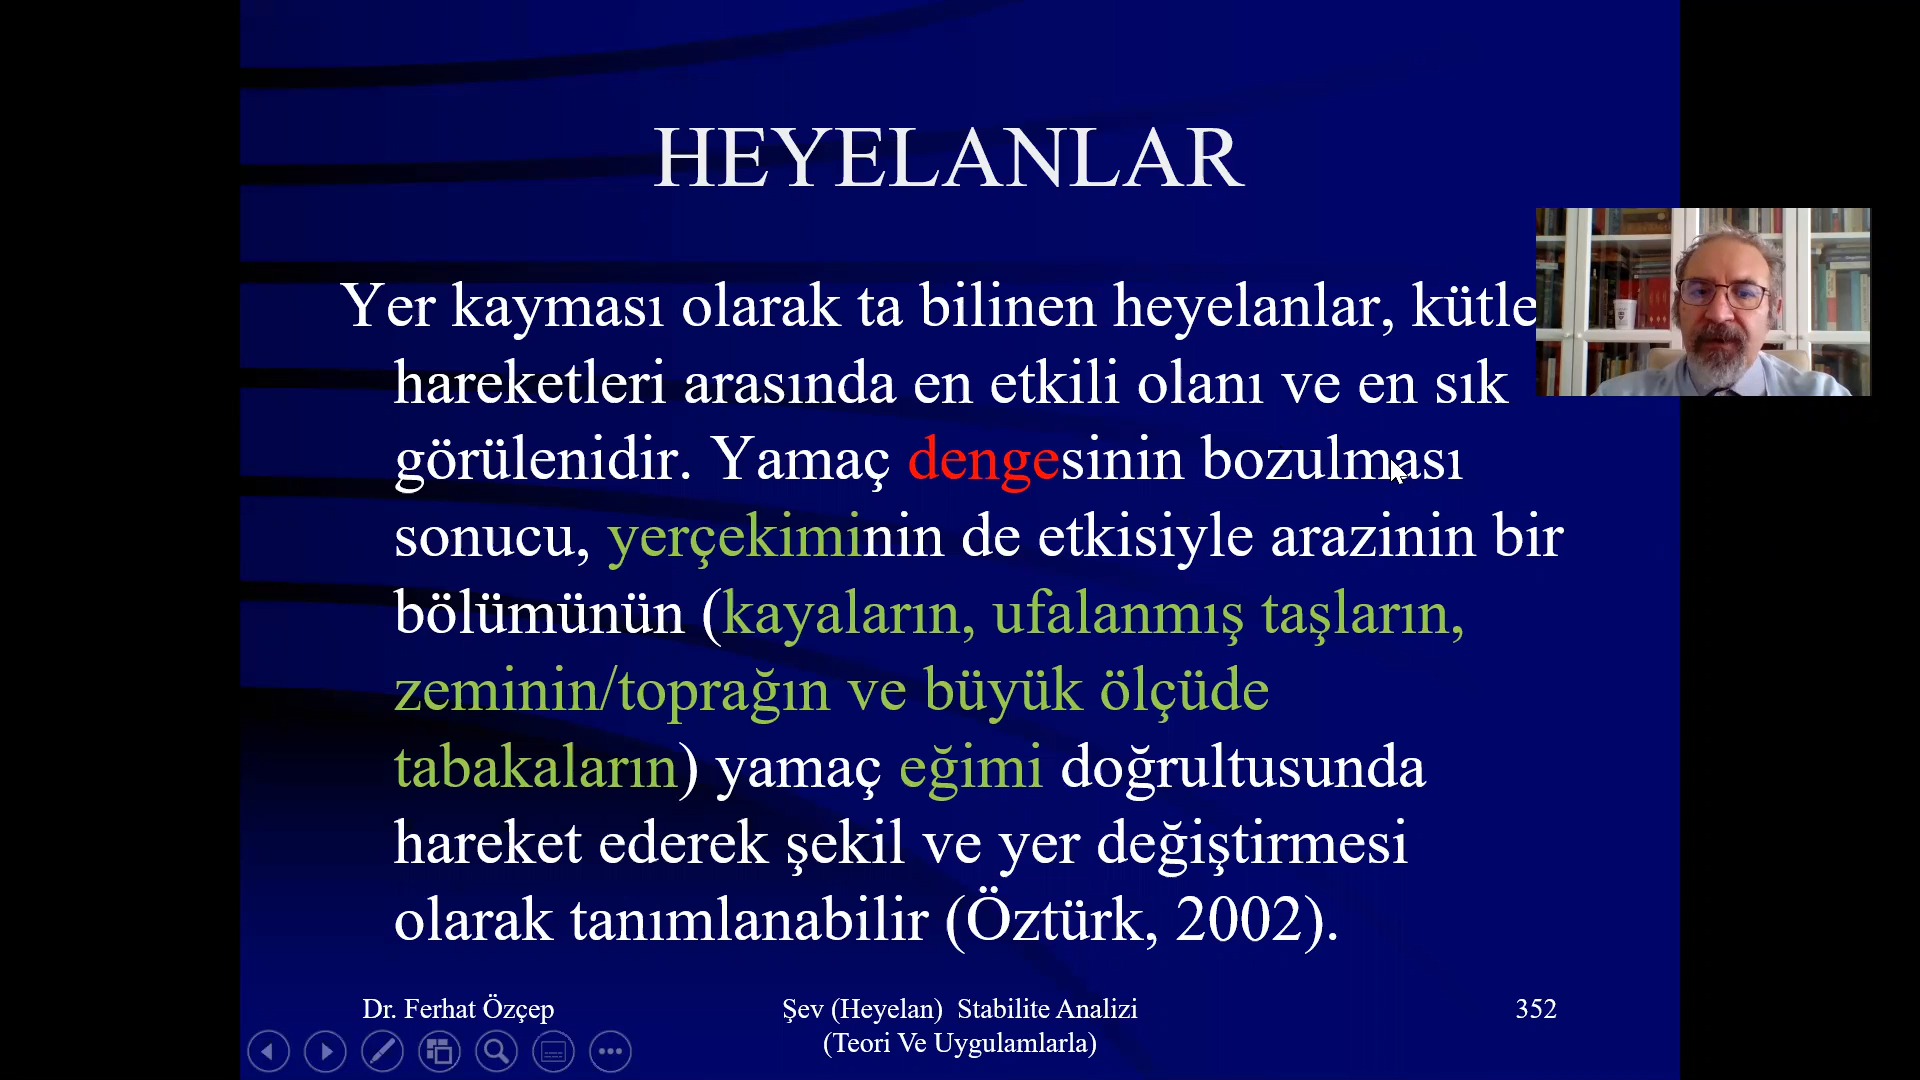 HEYELANLAR
Yer kayması olarak ta bilinen heyelanlar, kütle
hareketleri arasında en etkili olanı ve en sık
görülenidir. Yamaç dengesinin bozulması
sonucu, yerçekiminin de etkisiyle arazinin bir
bölümünün (kayaların, ufalanmış taşların,
zeminin/toprağın ve büyük ölçüde
tabakaların) yamaç eğimi doğrultusunda
hareket ederek şekil ve yer değiştirmesi
olarak tanımlanabilir (Öztürk, 2002).
Dr. Ferhat Özçep
Şev (Heyelan) Stabilite Analizi
(Teori Ve Uygulamlarla)
352